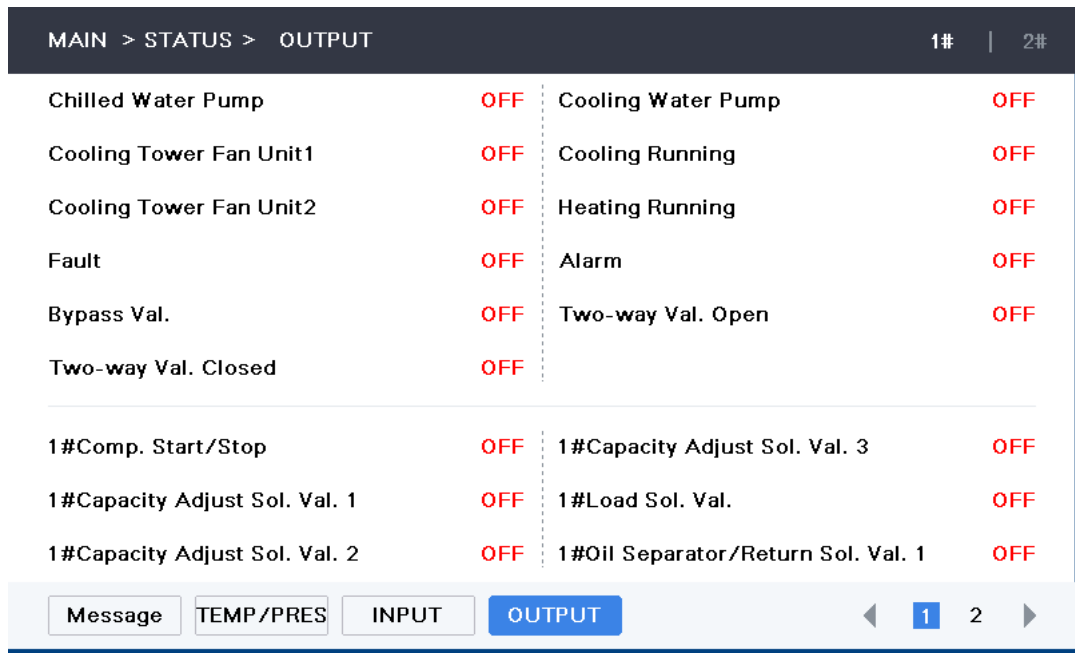 MAIN > STATUS > OUTPUT 1# | 2#
Chilled Water Pump OFF Cooling Water Pump OFF
Cooling Tower Fan Unit1 OFF Cooling Running OFF
Cooling Tower Fan Unit2 OFF Heating Running OFF
Fault OFF Alarm OFF
Bypass Val. OFF Two-way Val. Open OFF
Two-way Val. Closed OFF
1#Comp. Start/Stop OFF 1#Capacity Adjust Sol. Val. 3 OFF
1#Capacity Adjust Sol. Val. 1 OFF 1#Load Sol. Val. OFF
1#Capacity Adjust Sol. Val. 2 OFF 1#Oil Separator/Return Sol. Val. 1 OFF
Message TEMP/PRES INPUT OUTPUT 1 2